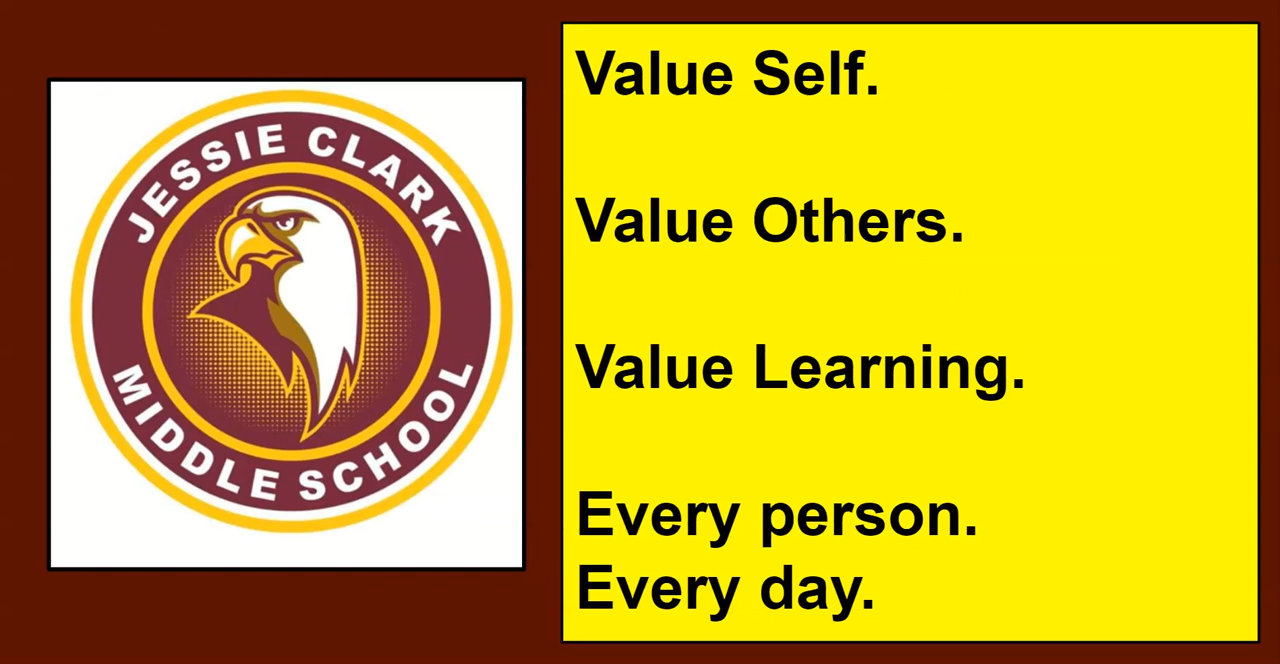 JESSIE CLARK
MIDDLE SCHOOL
Value Self.
Value Others.
Value Learning.
Every person.
Every day.